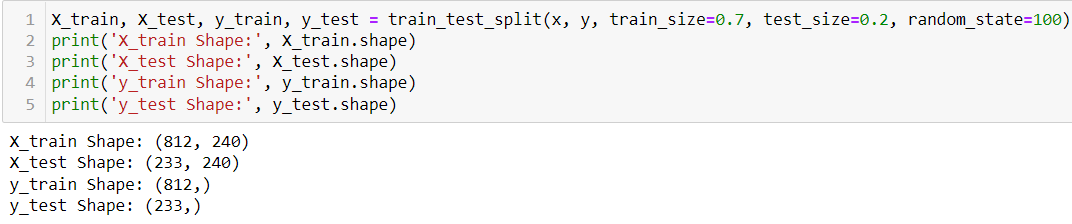 1 X_train, X_test, y_train, y_test = train_test_split(x, y, train_size=0.7, test_size=0.2, random_state=100)
2 print('X_train Shape:', X_train.shape)
3 print('X_test Shape:', X_test.shape)
4 print('y_train Shape:', y_train.shape)
5 print('y_test Shape:', y_test.shape)
X_train Shape: (812, 240)
X_test Shape: (233, 240)
y_train Shape: (812,)
y_test Shape: (233,)